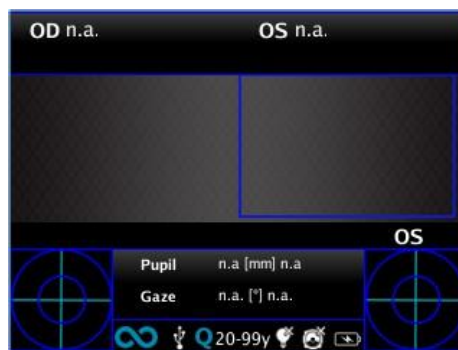 OD n.a. OS n.a.
OS
Pupil n.a [mm] n.a
Gaze n.a. [°] n.a.
Q 20-99y